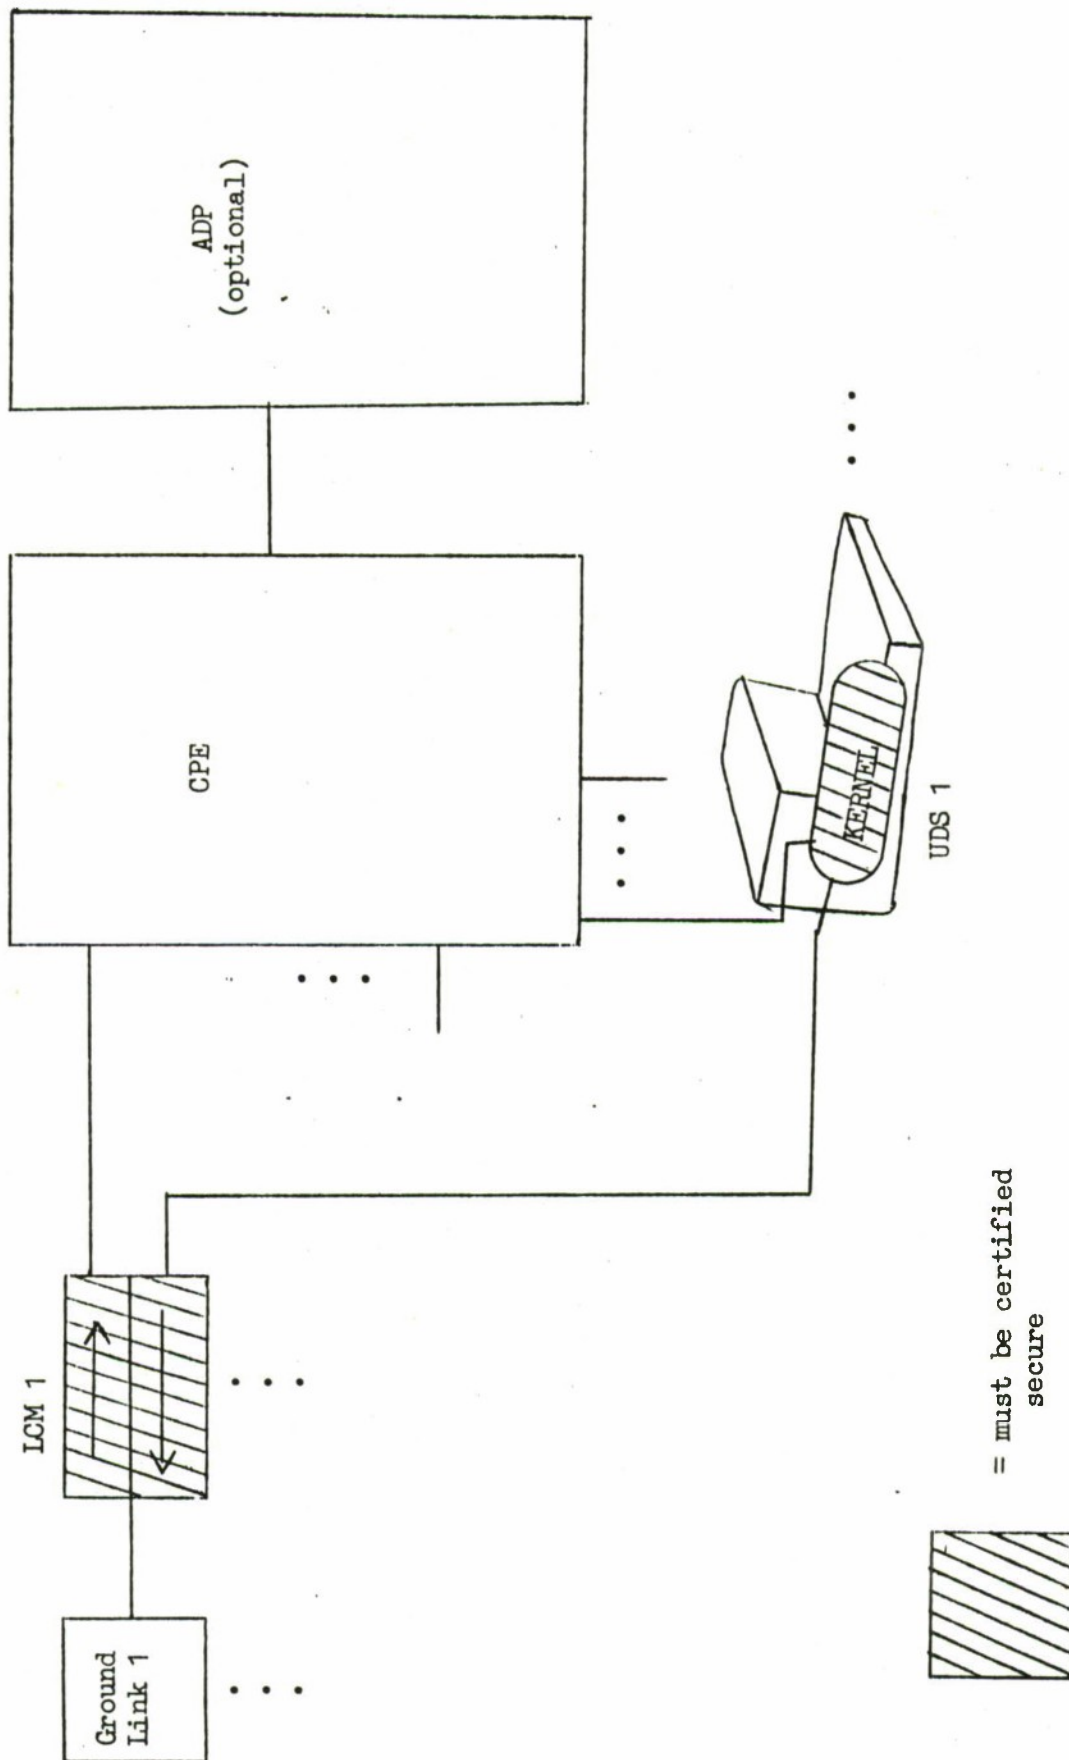 LCM 1
Ground
Link 1
CPE
ADP
(optional)
KERNEL
UDS 1
= must be certified
secure